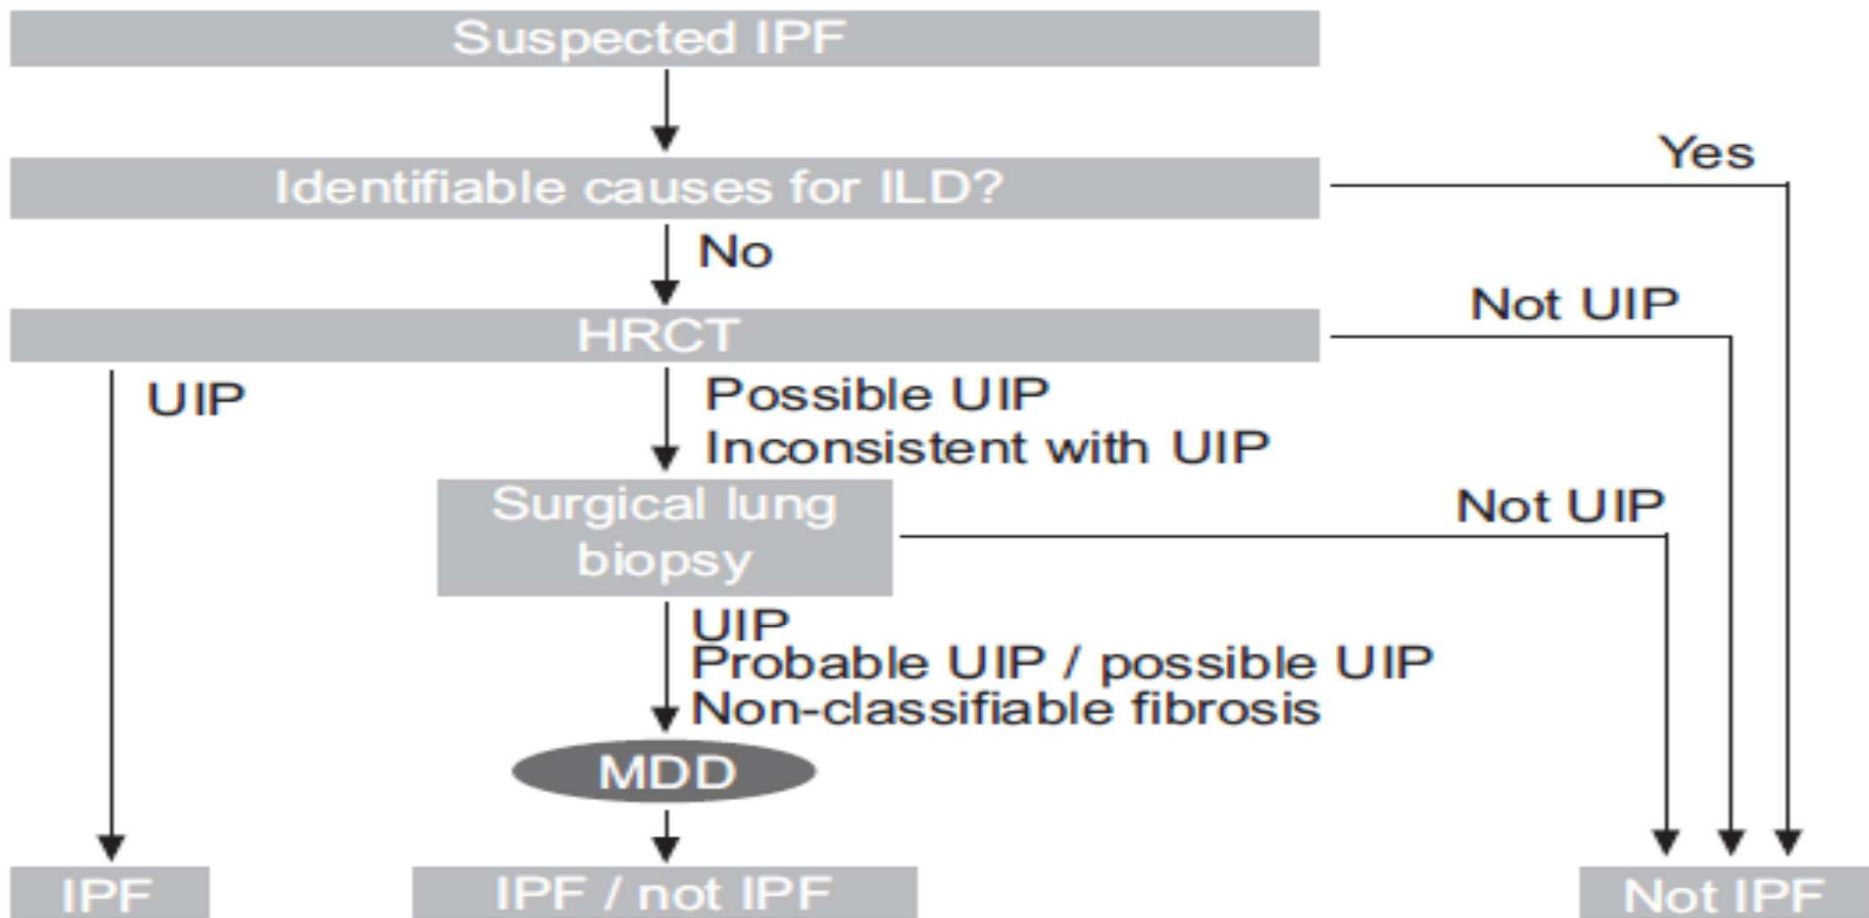 Suspected IPF
Yes
Identifiable causes for ILD?
No
Not UIP
HRCT
UIP
Possible UIP
Inconsistent with UIP
Surgical lung
biopsy
Not UIP
UIP
Probable UIP / possible UIP
Non-classifiable fibrosis
MDD
IPF
IPF / not IPF
Not IPF